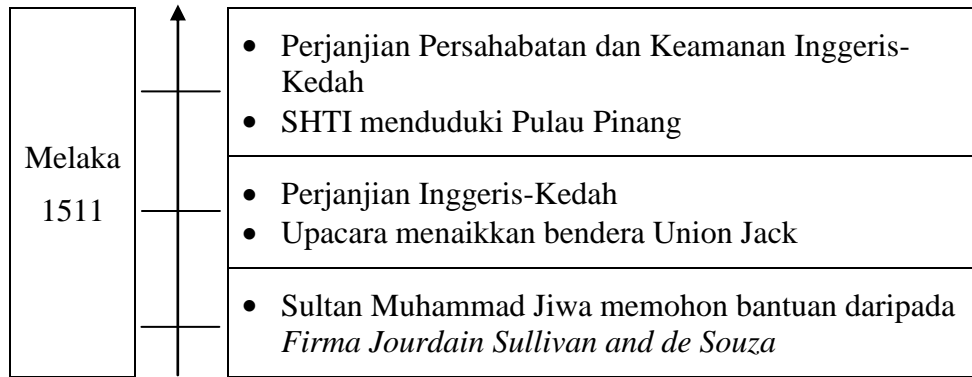 Melaka
1511
• Perjanjian Persahabatan dan Keamanan Inggeris-
Kedah
• SHTI menduduki Pulau Pinang
• Perjanjian Inggeris-Kedah
• Upacara menaikkan bendera Union Jack
• Sultan Muhammad Jiwa memohon bantuan daripada
Firma Jourdain Sullivan and de Souza